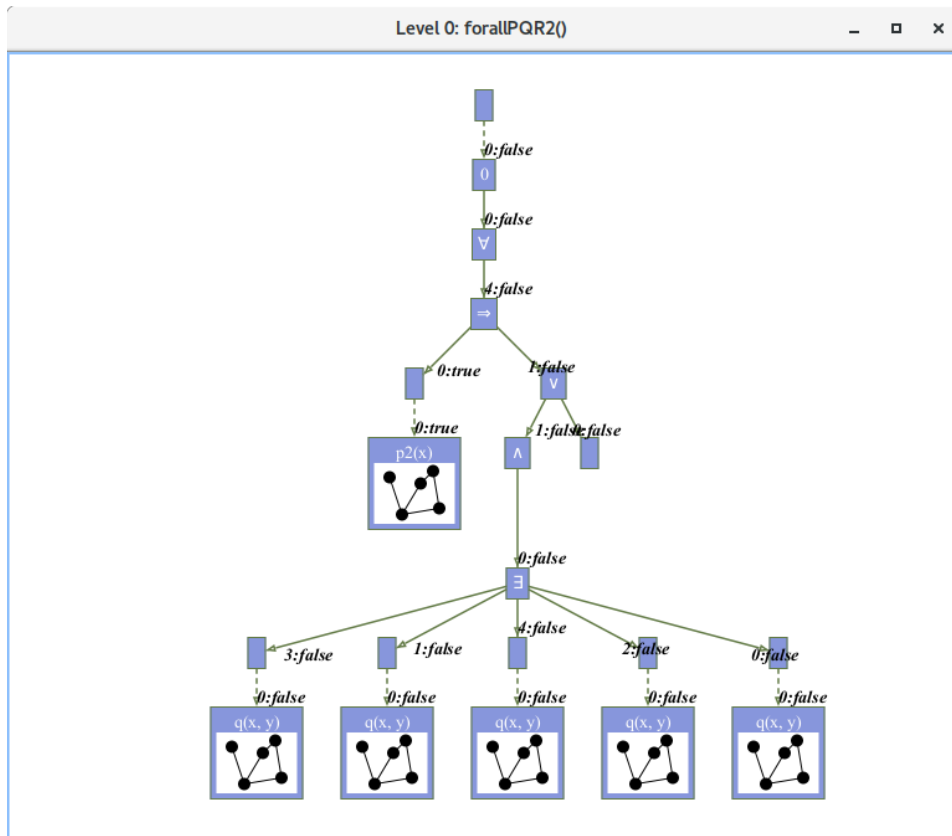 Level 0: forallPQR2()
0:false
0
0:false
∀
4:false
⇒
0:true 1:false
∨
0:true 1:false 0:false
p2(x) ∧
0:false
∃
3:false 1:false 4:false 2:false 0:false
0:false 0:false 0:false 0:false 0:false
q(x, y) q(x, y) q(x, y) q(x, y) q(x, y)